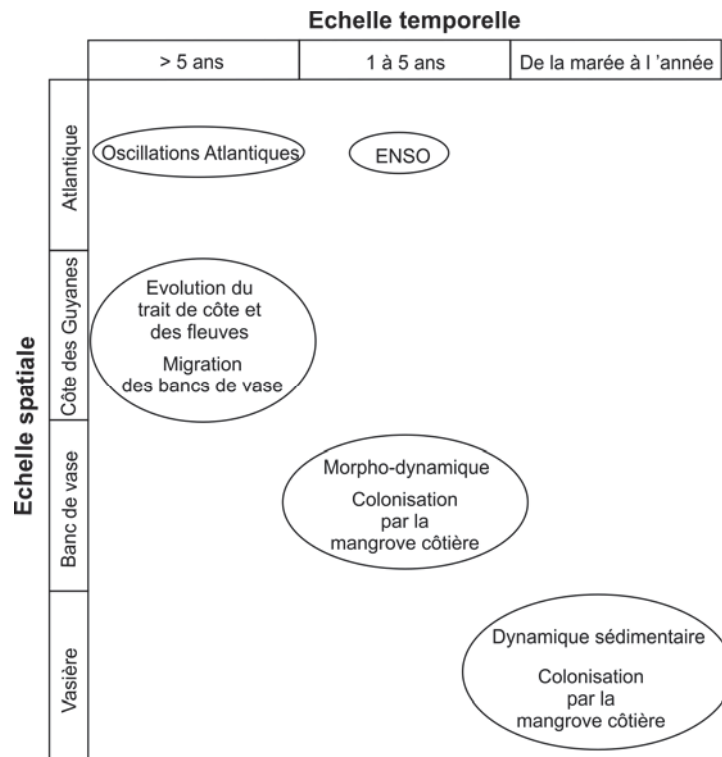 Echelle temporelle
> 5 ans
1 à 5 ans
De la marée à l 'année
Echelle spatiale
Atlantique
Oscillations Atlantiques
ENSO
Côte des Guyanes
Evolution du
trait de côte et
des fleuves
Migration
des bancs de vase
Banc de vase
Morpho-dynamique
Colonisation
par la
mangrove côtière
Vasière
Dynamique sédimentaire
Colonisation
par la
mangrove côtière